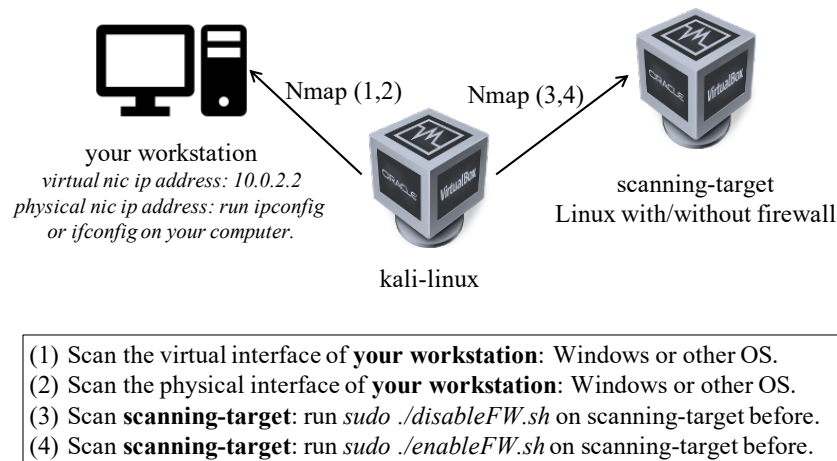 Nmap (1,2)
Nmap (3,4)
ORACLE
VirtualBox
ORACLE
VirtualBox
your workstation
virtual nic ip address: 10.0.2.2
physical nic ip address: run ipconfig
or ifconfig on your computer.
scanning-target
Linux with/without firewall
kali-linux
(1) Scan the virtual interface of your workstation: Windows or other OS.
(2) Scan the physical interface of your workstation: Windows or other OS.
(3) Scan scanning-target: run sudo ./disableFW.sh on scanning-target before.
(4) Scan scanning-target: run sudo ./enableFW.sh on scanning-target before.